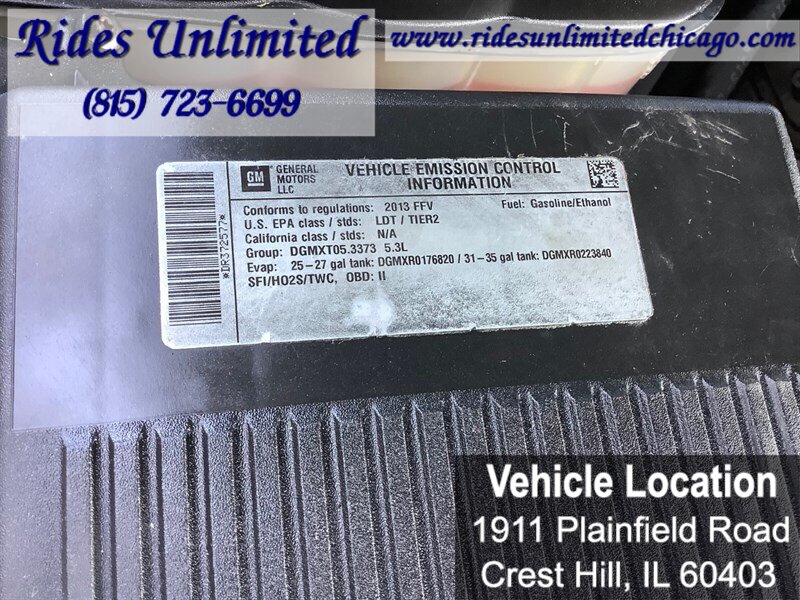 Rides Unlimited
(815) 723-6699
www.ridesunlimitedchicago.com
GM
GENERAL
MOTORS
LLC
VEHICLE EMISSION CONTROL
INFORMATION
Conforms to regulations: 2013 FFV Fuel: Gasoline/Ethanol
U.S. EPA class / stds: LDT / TIER2
California class / stds: N/A
Group: DGMXT05.3373 5.3L
Evap: 25-27 gal tank: DGMXR0176820 / 31-35 gal tank: DGMXR0223840
SFI/HO2S/TWC, OBD: II
*DR372577*
Vehicle Location
1911 Plainfield Road
Crest Hill, IL 60403